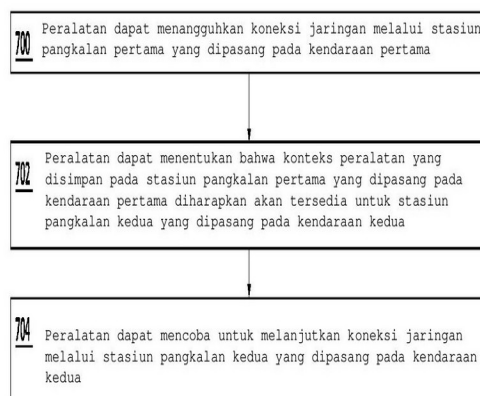 700
Peralatan dapat menangguhkan koneksi jaringan melalui stasiun
pangkalan pertama yang dipasang pada kendaraan pertama
702
Peralatan dapat menentukan bahwa konteks peralatan yang
disimpan pada stasiun pangkalan pertama yang dipasang pada
kendaraan pertama diharapkan akan tersedia untuk stasiun
pangkalan kedua yang dipasang pada kendaraan kedua
704
Peralatan dapat mencoba untuk melanjutkan koneksi jaringan
melalui stasiun pangkalan kedua yang dipasang pada kendaraan
kedua